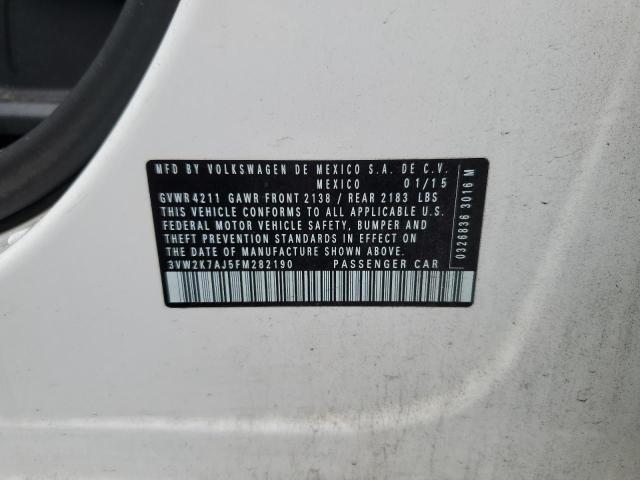 MFD BY VOLKSWAGEN DE MEXICO S.A. DE C.V.
MEXICO 01/15
GVWR 4211 GAWR FRONT 2138 / REAR 2183 LBS
THIS VEHICLE CONFORMS TO ALL APPLICABLE U.S.
FEDERAL MOTOR VEHICLE SAFETY, BUMPER AND
THEFT PREVENTION STANDARDS IN EFFECT ON
THE DATE OF MANUFACTURE SHOWN ABOVE.
3VW2K7AJ5FM282190 PASSENGER CAR
0326836 3016 M